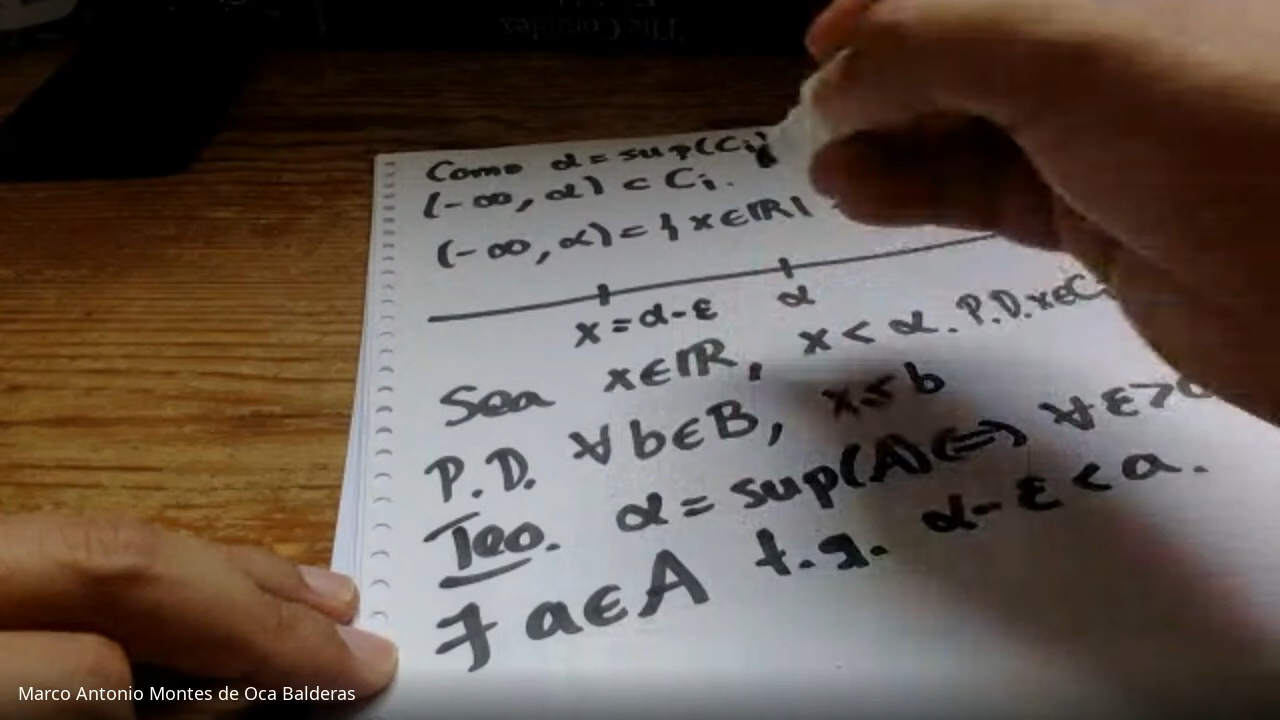 Como α = sup(Ci)
(-∞, α) ⊂ Ci.
(-∞, α) = { x ∈ ℝ |
x = α - ε α
Sea x ∈ ℝ, x < α. P.D. x ∈ C
P.D. ∀ b ∈ B, x ≤ b
Teo. α = sup(A) ⇔ ∀ ε > 0
∃ a ∈ A t.q. α - ε < a.
Marco Antonio Montes de Oca Balderas